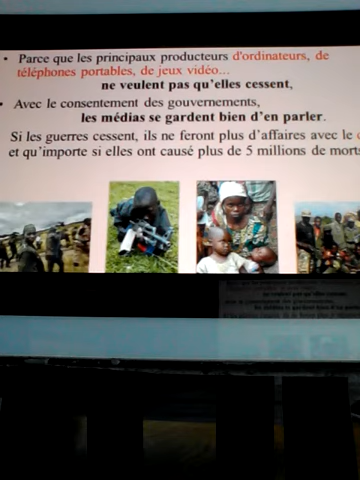 • Parce que les principaux producteurs d'ordinateurs, de
téléphones portables, de jeux vidéo...
ne veulent pas qu'elles cessent,
• Avec le consentement des gouvernements,
les médias se gardent bien d'en parler.
Si les guerres cessent, ils ne feront plus d'affaires avec le
et qu'importe si elles ont causé plus de 5 millions de morts